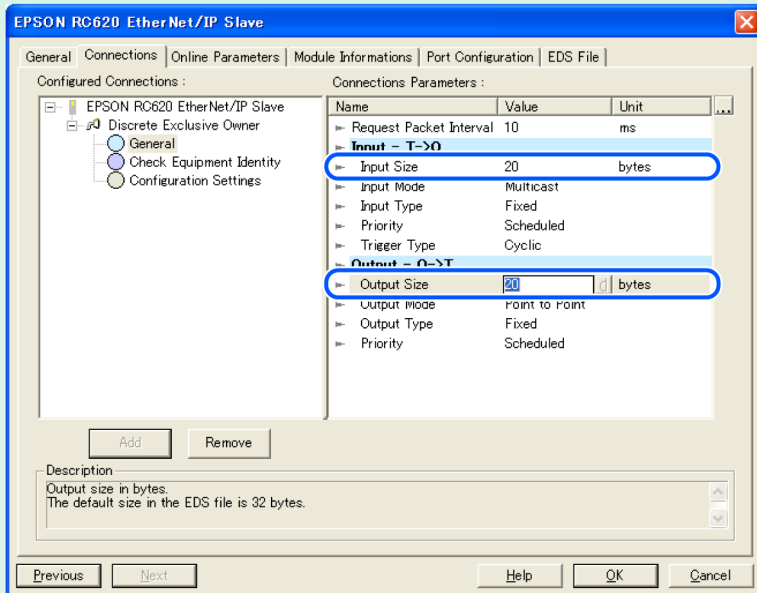 EPSON RC620 EtherNet/IP Slave
General Connections Online Parameters Module Informations Port Configuration EDS File
Configured Connections :
EPSON RC620 EtherNet/IP Slave
Discrete Exclusive Owner
General
Check Equipment Identity
Configuration Settings
Connections Parameters :
Name Value Unit ...
Request Packet Interval 10 ms
Input - T->O
Input Size 20 bytes
Input Mode Multicast
Input Type Fixed
Priority Scheduled
Trigger Type Cyclic
Output - O->T
Output Size 20 d bytes
Output Mode Point to Point
Output Type Fixed
Priority Scheduled
Add Remove
Description
Output size in bytes.
The default size in the EDS file is 32 bytes.
Previous Next Help OK Cancel